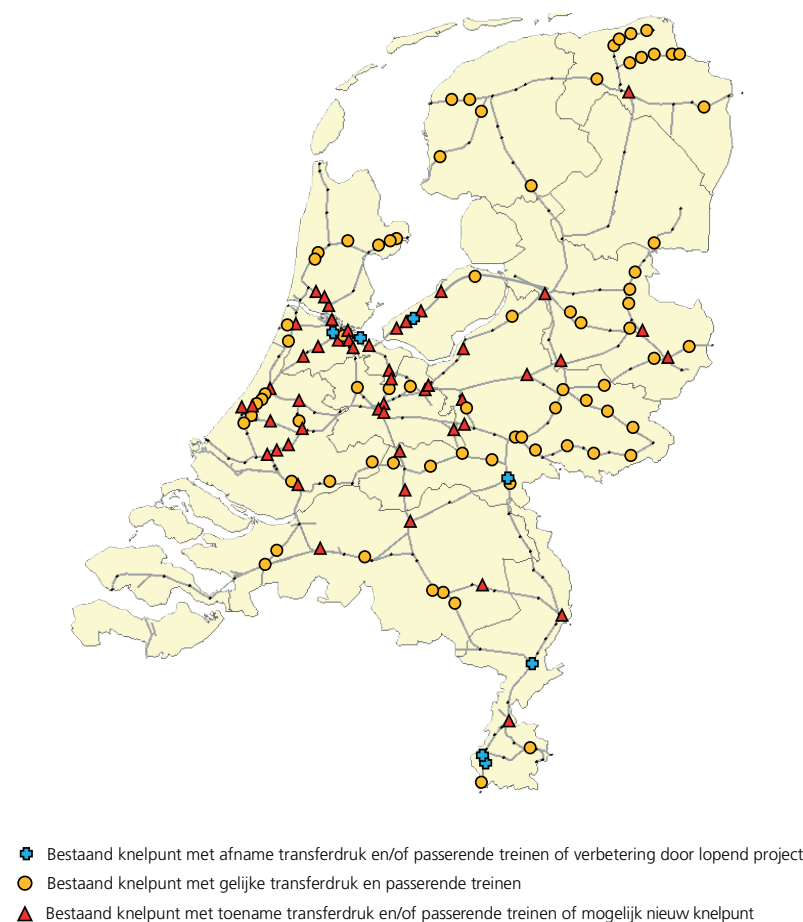 Bestaand knelpunt met afname transferdruk en/of passerende treinen of verbetering door lopend project
Bestaand knelpunt met gelijke transferdruk en passerende treinen
Bestaand knelpunt met toename transferdruk en/of passerende treinen of mogelijk nieuw knelpunt